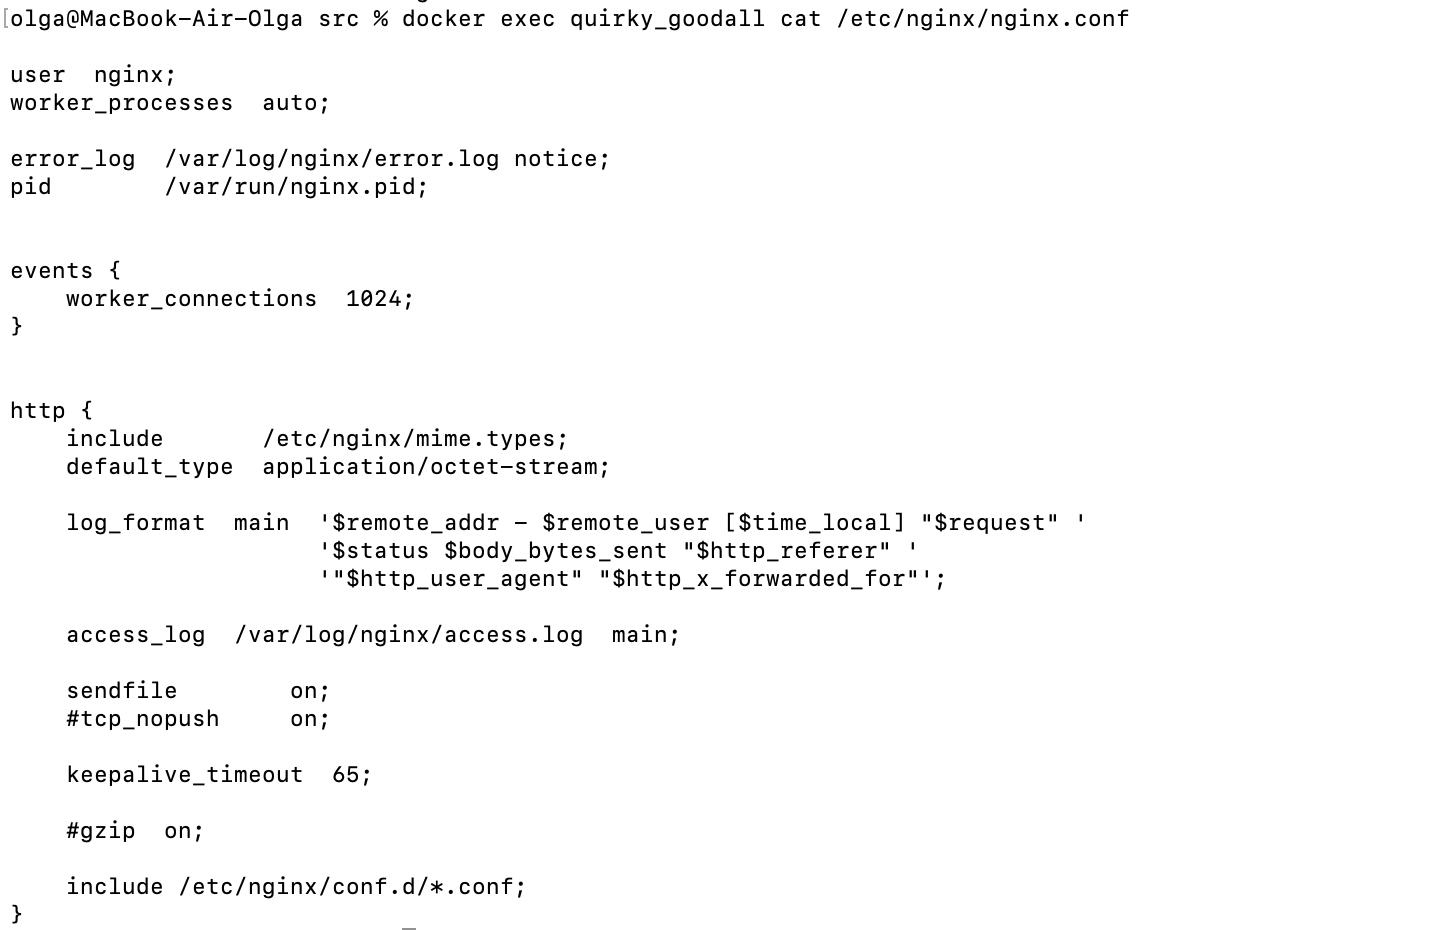 olga@MacBook-Air-Olga src % docker exec quirky_goodall cat /etc/nginx/nginx.conf
user  nginx;
worker_processes  auto;
error_log  /var/log/nginx/error.log notice;
pid        /var/run/nginx.pid;
events {
    worker_connections  1024;
}
http {
    include       /etc/nginx/mime.types;
    default_type  application/octet-stream;
    log_format  main  '$remote_addr - $remote_user [$time_local] "$request" '
                      '$status $body_bytes_sent "$http_referer" '
                      '"$http_user_agent" "$http_x_forwarded_for"';
    access_log  /var/log/nginx/access.log  main;
    sendfile        on;
    #tcp_nopush     on;
    keepalive_timeout  65;
    #gzip  on;
    include /etc/nginx/conf.d/*.conf;
}